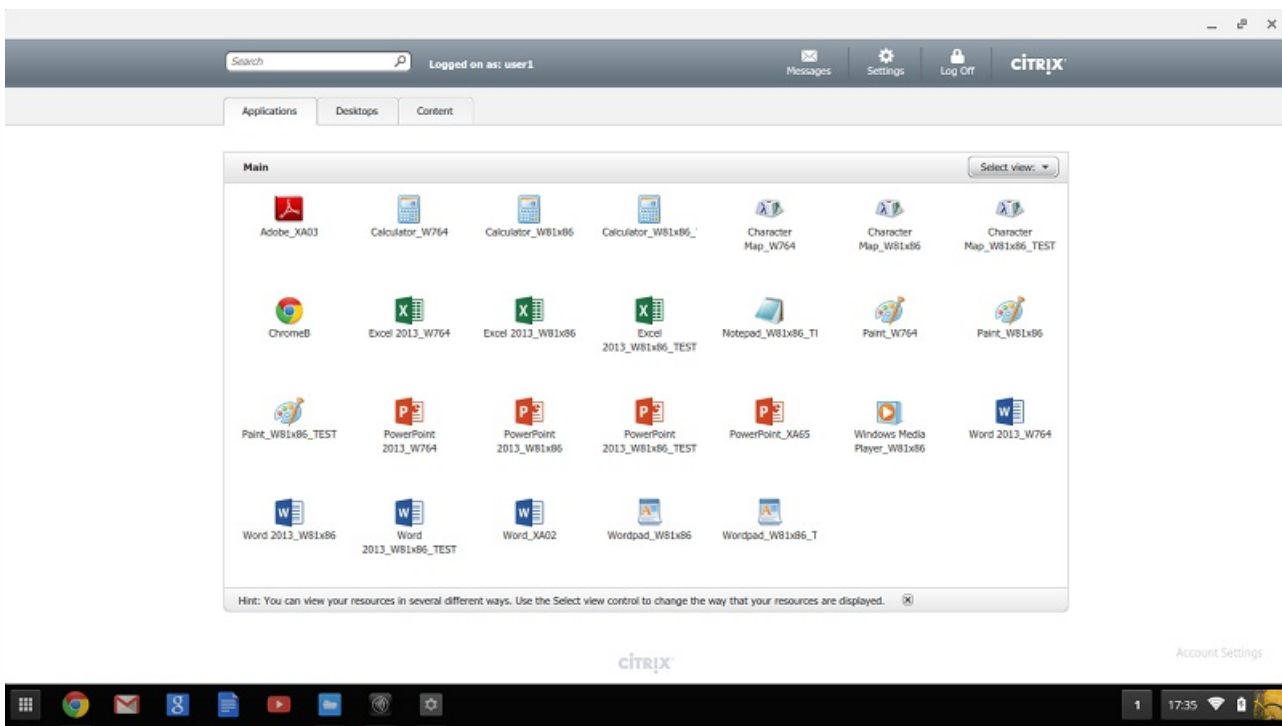 Search
Logged on as: user1
Messages
Settings
Log Off
CITRIX
Applications
Desktops
Content
Main
Select view:
Adobe_XA03
Calculator_W764
Calculator_W81x86
Calculator_W81x86_
Character
Map_W764
Character
Map_W81x86
Character
Map_W81x86_TEST
ChromeB
Excel 2013_W764
Excel 2013_W81x86
Excel
2013_W81x86_TEST
Notepad_W81x86_TI
Paint_W764
Paint_W81x86
Paint_W81x86_TEST
PowerPoint
2013_W764
PowerPoint
2013_W81x86
PowerPoint
2013_W81x86_TEST
PowerPoint_XA65
Windows Media
Player_W81x86
Word 2013_W764
Word 2013_W81x86
Word
2013_W81x86_TEST
Word_XA02
Wordpad_W81x86
Wordpad_W81x86_T
Hint: You can view your resources in several different ways. Use the Select view control to change the way that your resources are displayed.
CITRIX
Account Settings
1
17:35